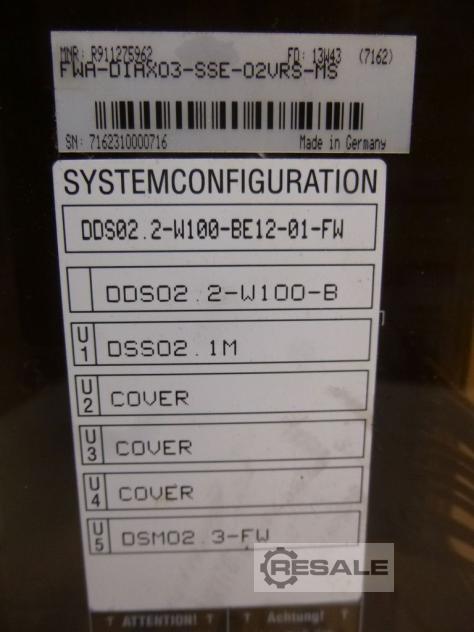 MNR: R911275962 FD: 13W43 (7162)
FWA-DIAX03-SSE-02VRS-MS
SN: 7162310000716 Made in Germany
SYSTEMCONFIGURATION
DDS02.2-W100-BE12-01-FW
DDS02.2-W100-B
U1 DSS02.1M
U2 COVER
U3 COVER
U4 COVER
U5 DSM02.3-FW
RESALE
ATTENTION! Achtung!